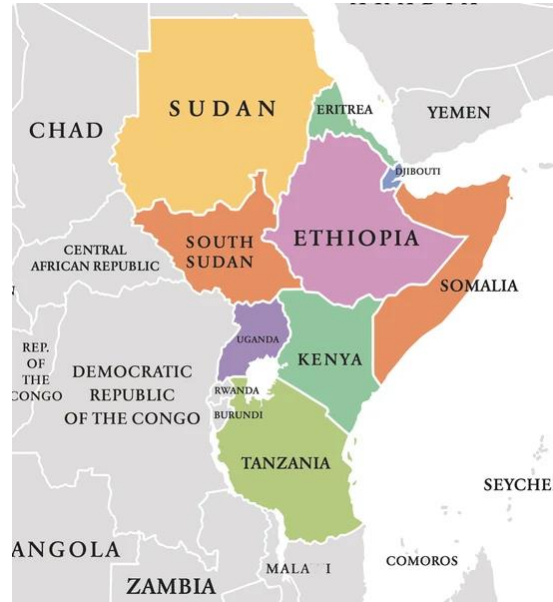 SUDAN
ERITREA
YEMEN
CHAD
DJIBOUTI
ETHIOPIA
SOUTH
SUDAN
CENTRAL
AFRICAN REPUBLIC
SOMALIA
UGANDA
REP.
OF
THE
CONGO
KENYA
DEMOCRATIC
REPUBLIC
OF THE CONGO
RWANDA
BURUNDI
TANZANIA
SEYCHE
ANGOLA
COMOROS
MALA I
ZAMBIA